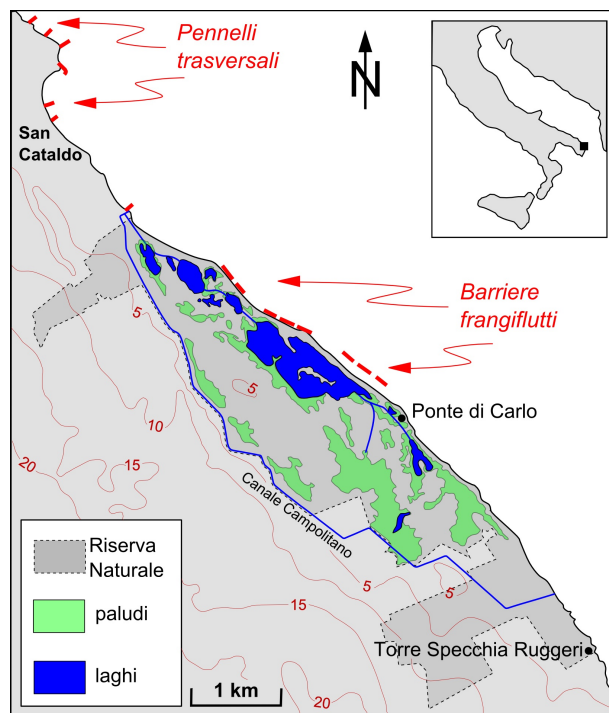 Pennelli
trasversali
N
San
Cataldo
Barriere
frangiflutti
5
5
10
15
20
Ponte di Carlo
Canale Campolitano
5
5
15
20
Torre Specchia Ruggeri
Riserva
Naturale
paludi
laghi
1 km